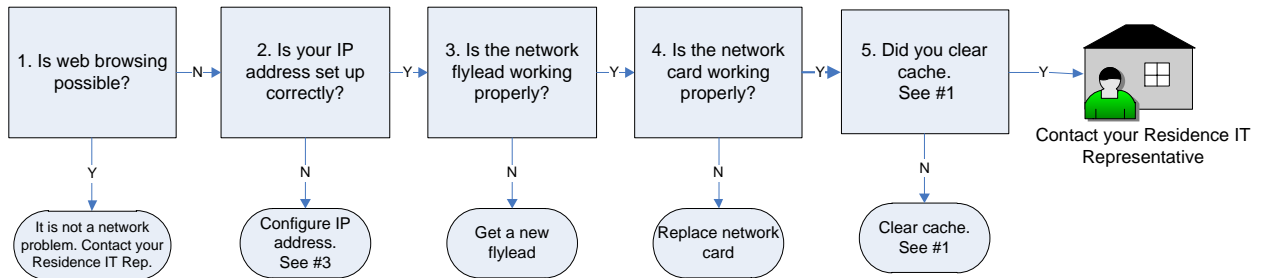 1. Is web browsing
possible?
N
2. Is your IP
address set up
correctly?
Y
3. Is the network
flylead working
properly?
Y
4. Is the network
card working
properly?
Y
5. Did you clear
cache.
See #1
Y
Contact your Residence IT
Representative
Y
N
N
N
N
It is not a network
problem. Contact your
Residence IT Rep.
Configure IP
address.
See #3
Get a new
flylead
Replace network
card
Clear cache.
See #1